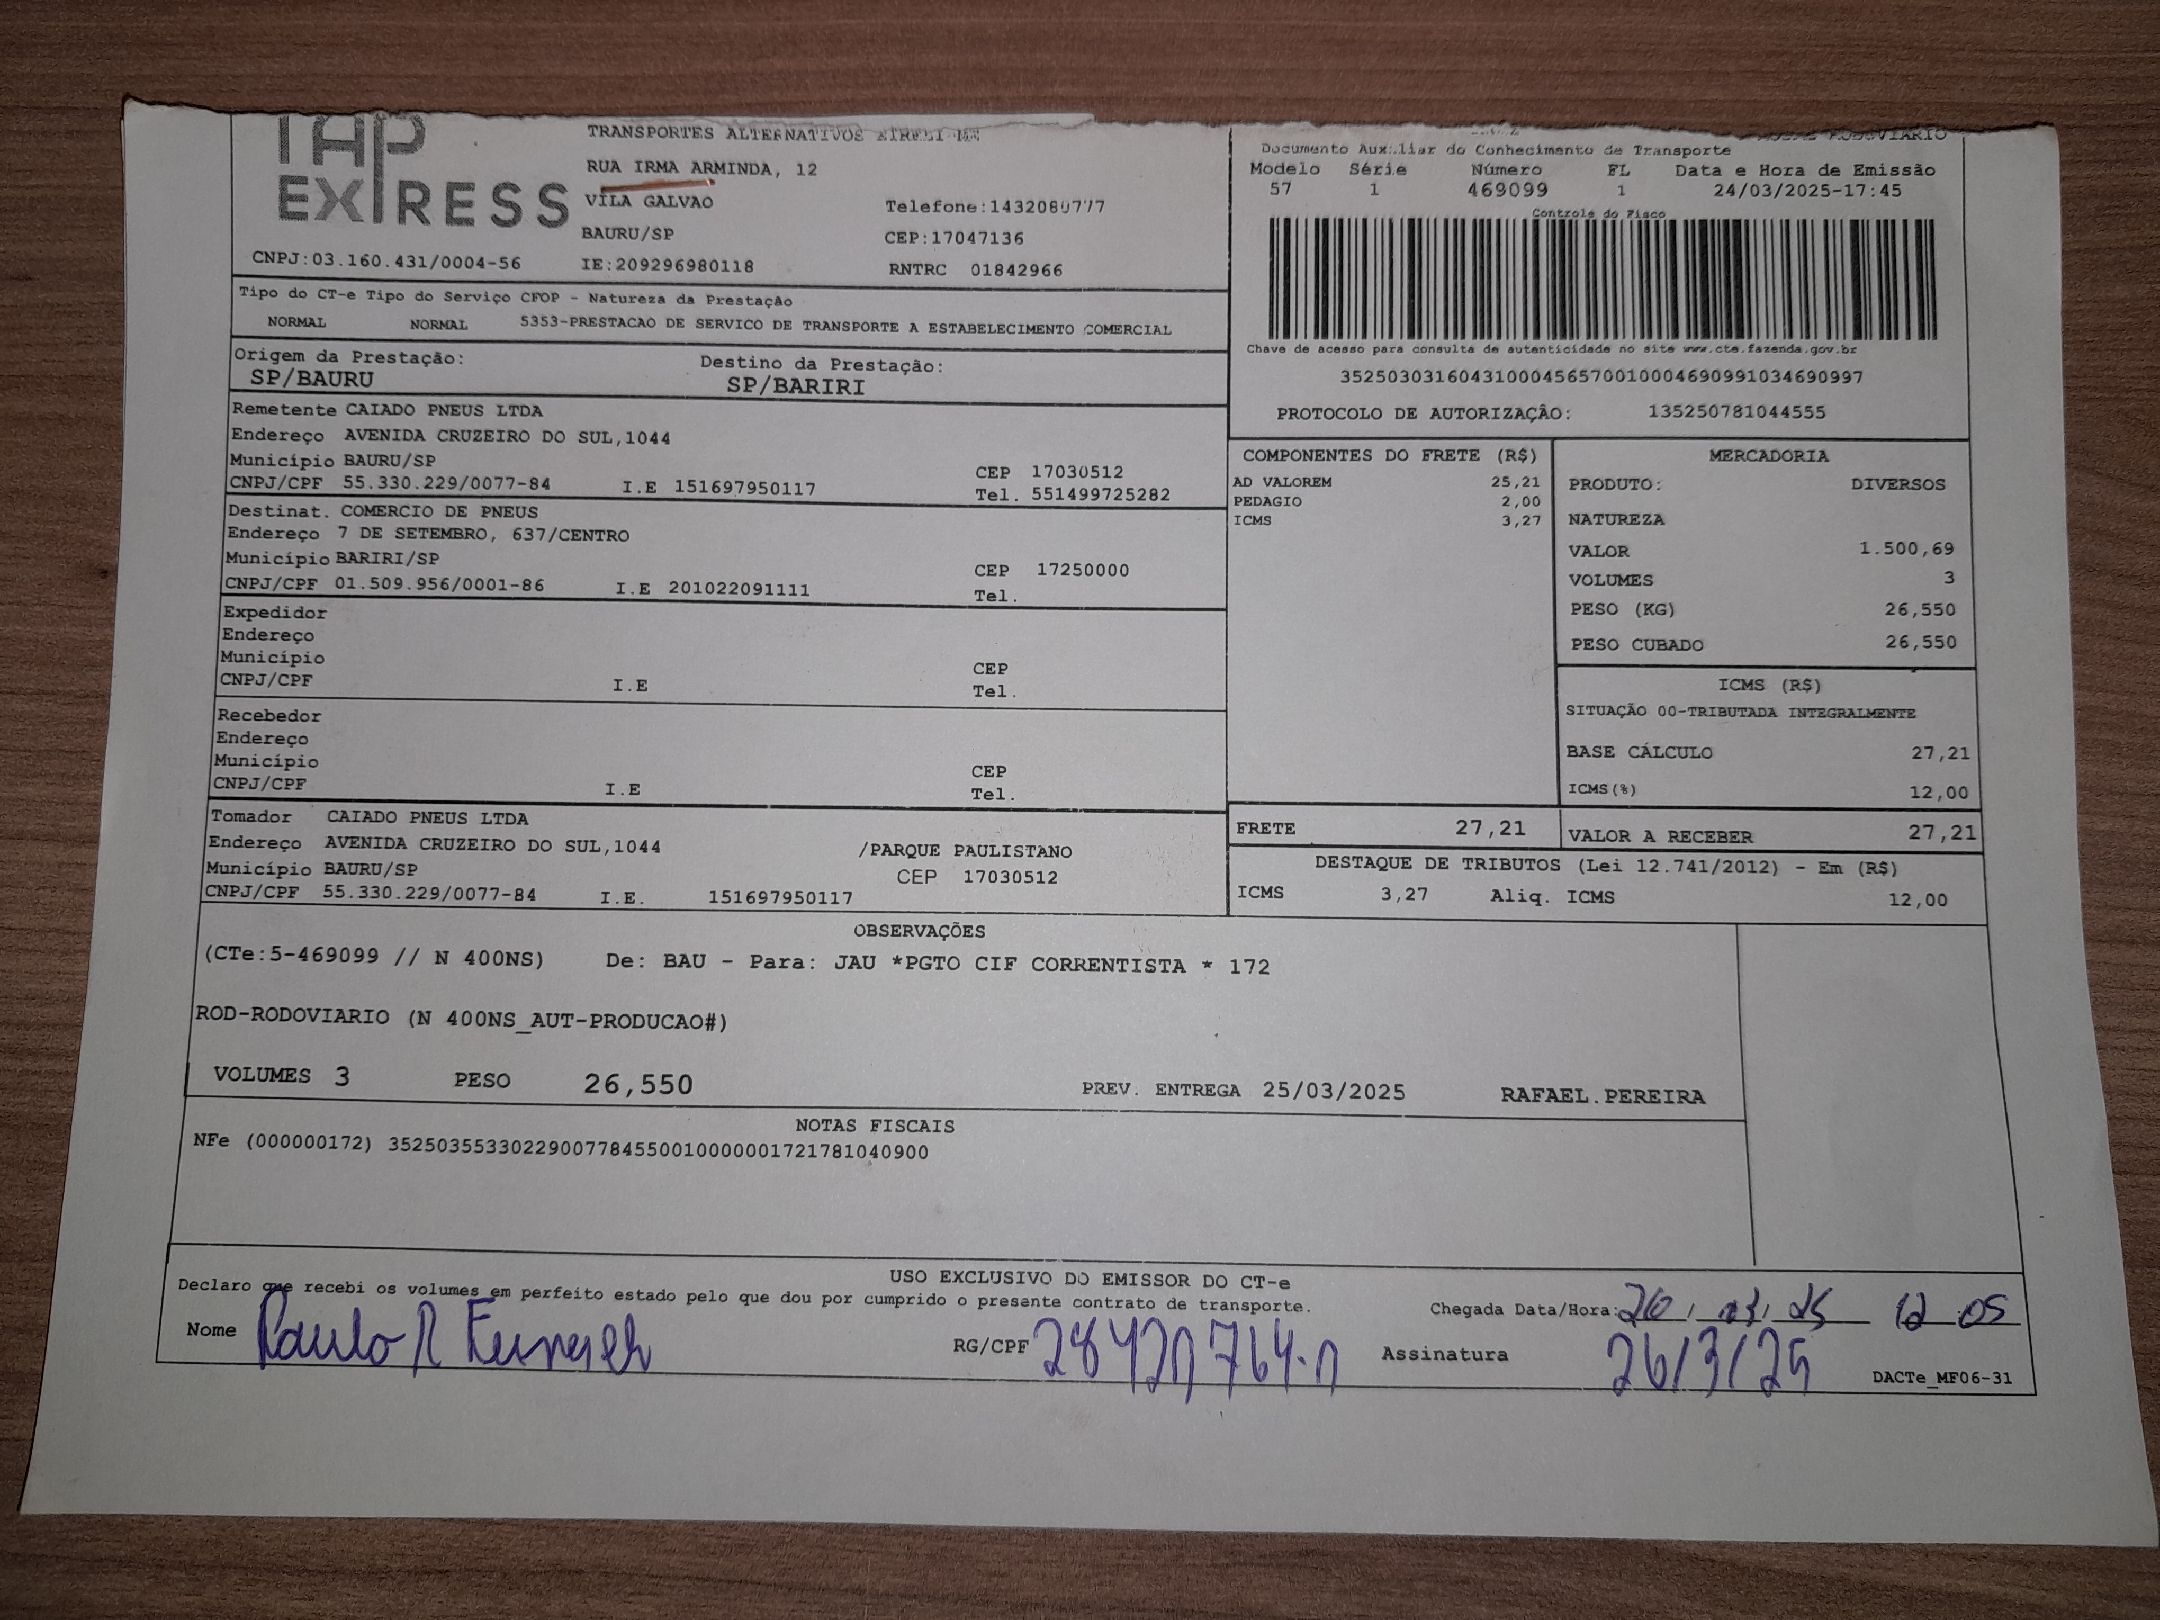 TAP
EXPRESS
TRANSPORTES ALTERNATIVOS EIRELI-ME
RUA IRMA ARMINDA, 12
VILA GALVAO Telefone:1432080777
BAURU/SP CEP:17047136
CNPJ:03.160.431/0004-56 IE:209296980118 RNTRC 01842966
RODOVIARIO
Documento Auxiliar do Conhecimento de Transporte
Modelo Série Número FL Data e Hora de Emissão
57 1 469099 1 24/03/2025-17:45
Controle do Fisco
Chave de acesso para consulta de autenticidade no site www.cte.fazenda.gov.br
35250303160431000456570010004690991034690997
PROTOCOLO DE AUTORIZAÇÂO: 135250781044555
Tipo do CT-e Tipo do Serviço CFOP - Natureza da Prestação
NORMAL NORMAL 5353-PRESTACAO DE SERVICO DE TRANSPORTE A ESTABELECIMENTO COMERCIAL
Origem da Prestação: Destino da Prestação:
SP/BAURU SP/BARIRI
Remetente CAIADO PNEUS LTDA
Endereço AVENIDA CRUZEIRO DO SUL,1044
Município BAURU/SP CEP 17030512
CNPJ/CPF 55.330.229/0077-84 I.E 151697950117 Tel. 551499725282
Destinat. COMERCIO DE PNEUS
Endereço 7 DE SETEMBRO, 637/CENTRO
Município BARIRI/SP CEP 17250000
CNPJ/CPF 01.509.956/0001-86 I.E 201022091111 Tel.
Expedidor
Endereço
Município CEP
CNPJ/CPF I.E Tel.
Recebedor
Endereço
Município CEP
CNPJ/CPF I.E Tel.
Tomador CAIADO PNEUS LTDA
Endereço AVENIDA CRUZEIRO DO SUL,1044 /PARQUE PAULISTANO
Município BAURU/SP CEP 17030512
CNPJ/CPF 55.330.229/0077-84 I.E. 151697950117
COMPONENTES DO FRETE (R$)
AD VALOREM 25,21
PEDAGIO 2,00
ICMS 3,27
MERCADORIA
PRODUTO: DIVERSOS
NATUREZA
VALOR 1.500,69
VOLUMES 3
PESO (KG) 26,550
PESO CUBADO 26,550
ICMS (R$)
SITUAÇÃO 00-TRIBUTADA INTEGRALMENTE
BASE CÁLCULO 27,21
ICMS(%) 12,00
FRETE 27,21 VALOR A RECEBER 27,21
DESTAQUE DE TRIBUTOS (Lei 12.741/2012) - Em (R$)
ICMS 3,27 Aliq. ICMS 12,00
OBSERVAÇÕES
(CTe:5-469099 // N 400NS) De: BAU - Para: JAU *PGTO CIF CORRENTISTA * 172
ROD-RODOVIARIO (N 400NS_AUT-PRODUCAO#)
VOLUMES 3 PESO 26,550 PREV. ENTREGA 25/03/2025 RAFAEL.PEREIRA
NOTAS FISCAIS
NFe (000000172) 35250355330229007784550010000001721781040900
USO EXCLUSIVO DO EMISSOR DO CT-e
Declaro que recebi os volumes em perfeito estado pelo que dou por cumprido o presente contrato de transporte.
Chegada Data/Hora: 26/03/25 12:05
Nome Paulo R RG/CPF Assinatura 26/3/25
DACTe_MF06-31